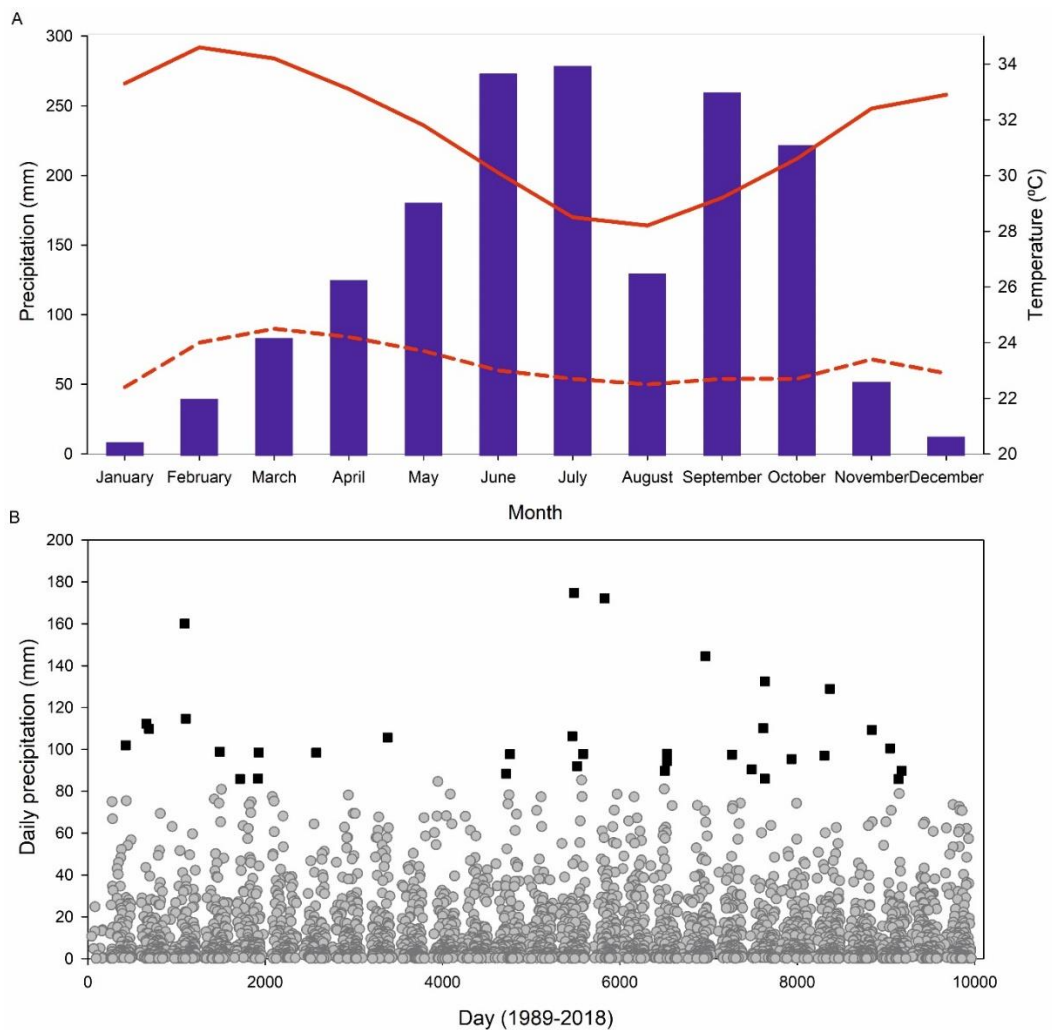 A
300
250
200
150
100
50
0
Precipitation (mm)
34
32
30
28
26
24
22
20
Temperature (ºC)
January February March April May June July August September October November December
Month
B
200
180
160
140
120
100
80
60
40
20
0
Daily precipitation (mm)
0 2000 4000 6000 8000 10000
Day (1989-2018)